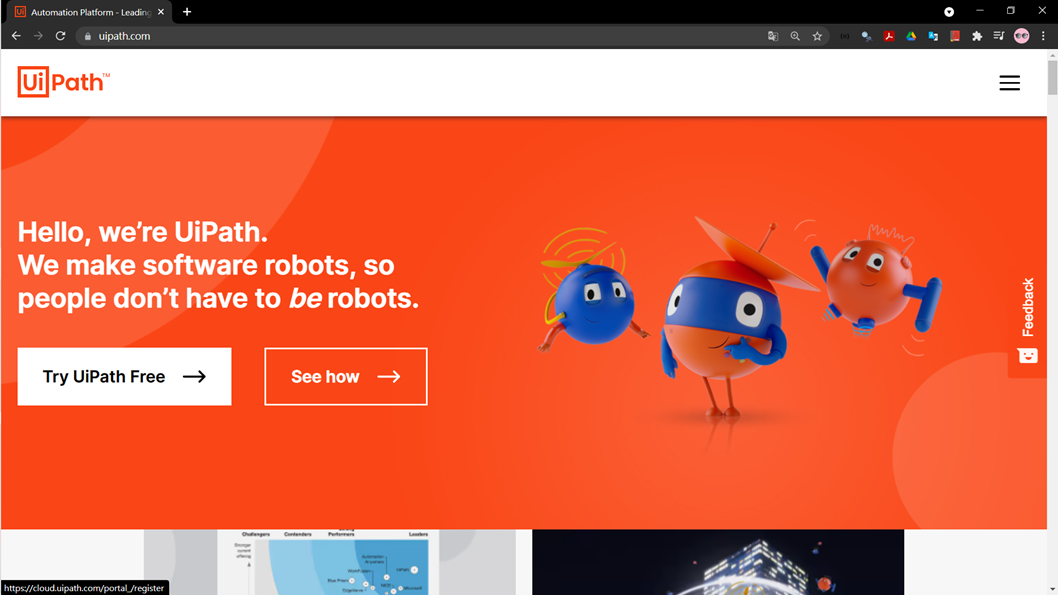 Automation Platform - Leading
uipath.com
UiPath™
Hello, we're UiPath.
We make software robots, so
people don't have to be robots.
Try UiPath Free
See how
Feedback
Challengers Contenders Performers Leaders
Stronger
current
offering
Automation
Anywhere
WorkFusion
UiPath
Blue Prism
NICE
Microsoft
https://cloud.uipath.com/portal_/register